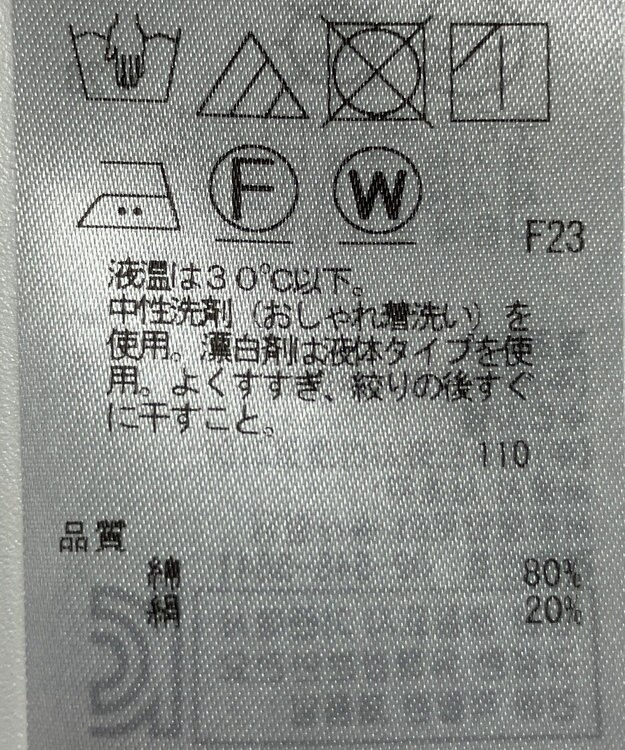 F W
F23
液温は30℃以下。
中性洗剤(おしゃれ着洗い)を
使用。漂白剤は液体タイプを使
用。よくすすぎ、絞りの後すぐ
に干すこと。
110
品質
綿 80%
絹 20%